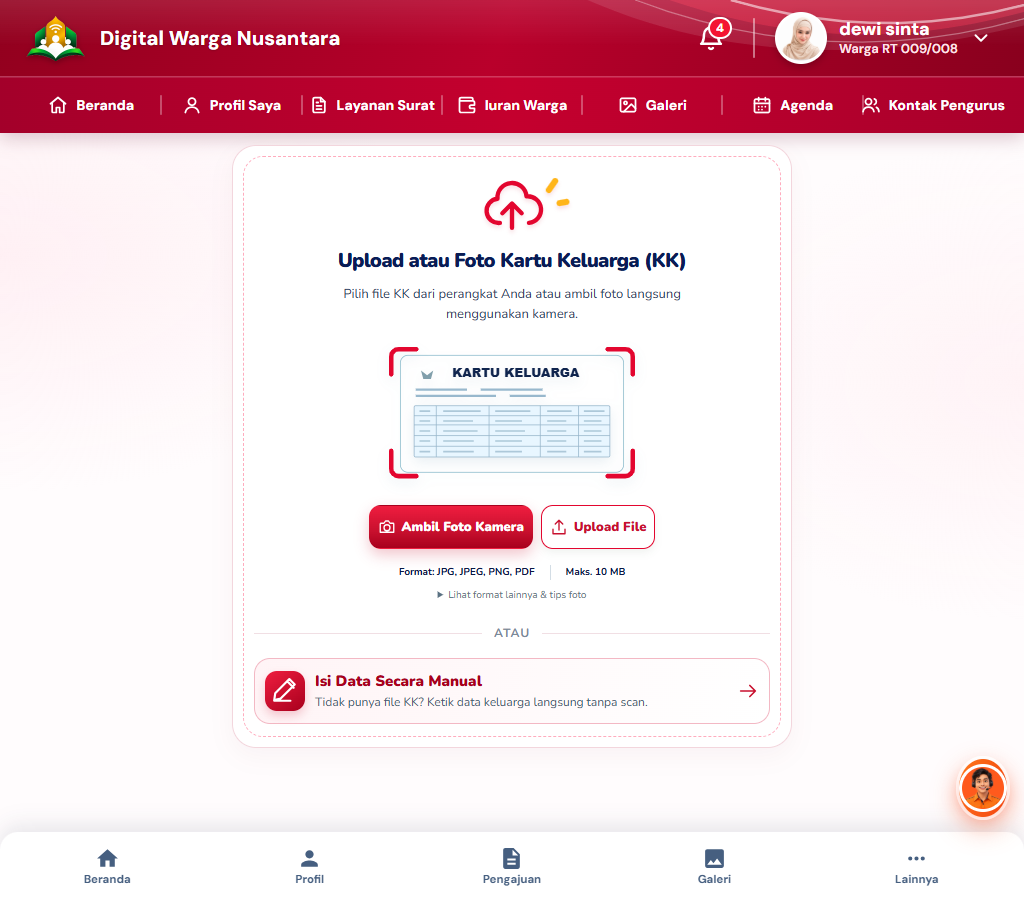 Digital Warga Nusantara
4
dewi sinta
Warga RT 009/008
Beranda
Profil Saya
Layanan Surat
Iuran Warga
Galeri
Agenda
Kontak Pengurus
Upload atau Foto Kartu Keluarga (KK)
Pilih file KK dari perangkat Anda atau ambil foto langsung
menggunakan kamera.
KARTU KELUARGA
Ambil Foto Kamera
Upload File
Format: JPG, JPEG, PNG, PDF
Maks. 10 MB
Lihat format lainnya & tips foto
ATAU
Isi Data Secara Manual
Tidak punya file KK? Ketik data keluarga langsung tanpa scan.
Beranda
Profil
Pengajuan
Galeri
Lainnya